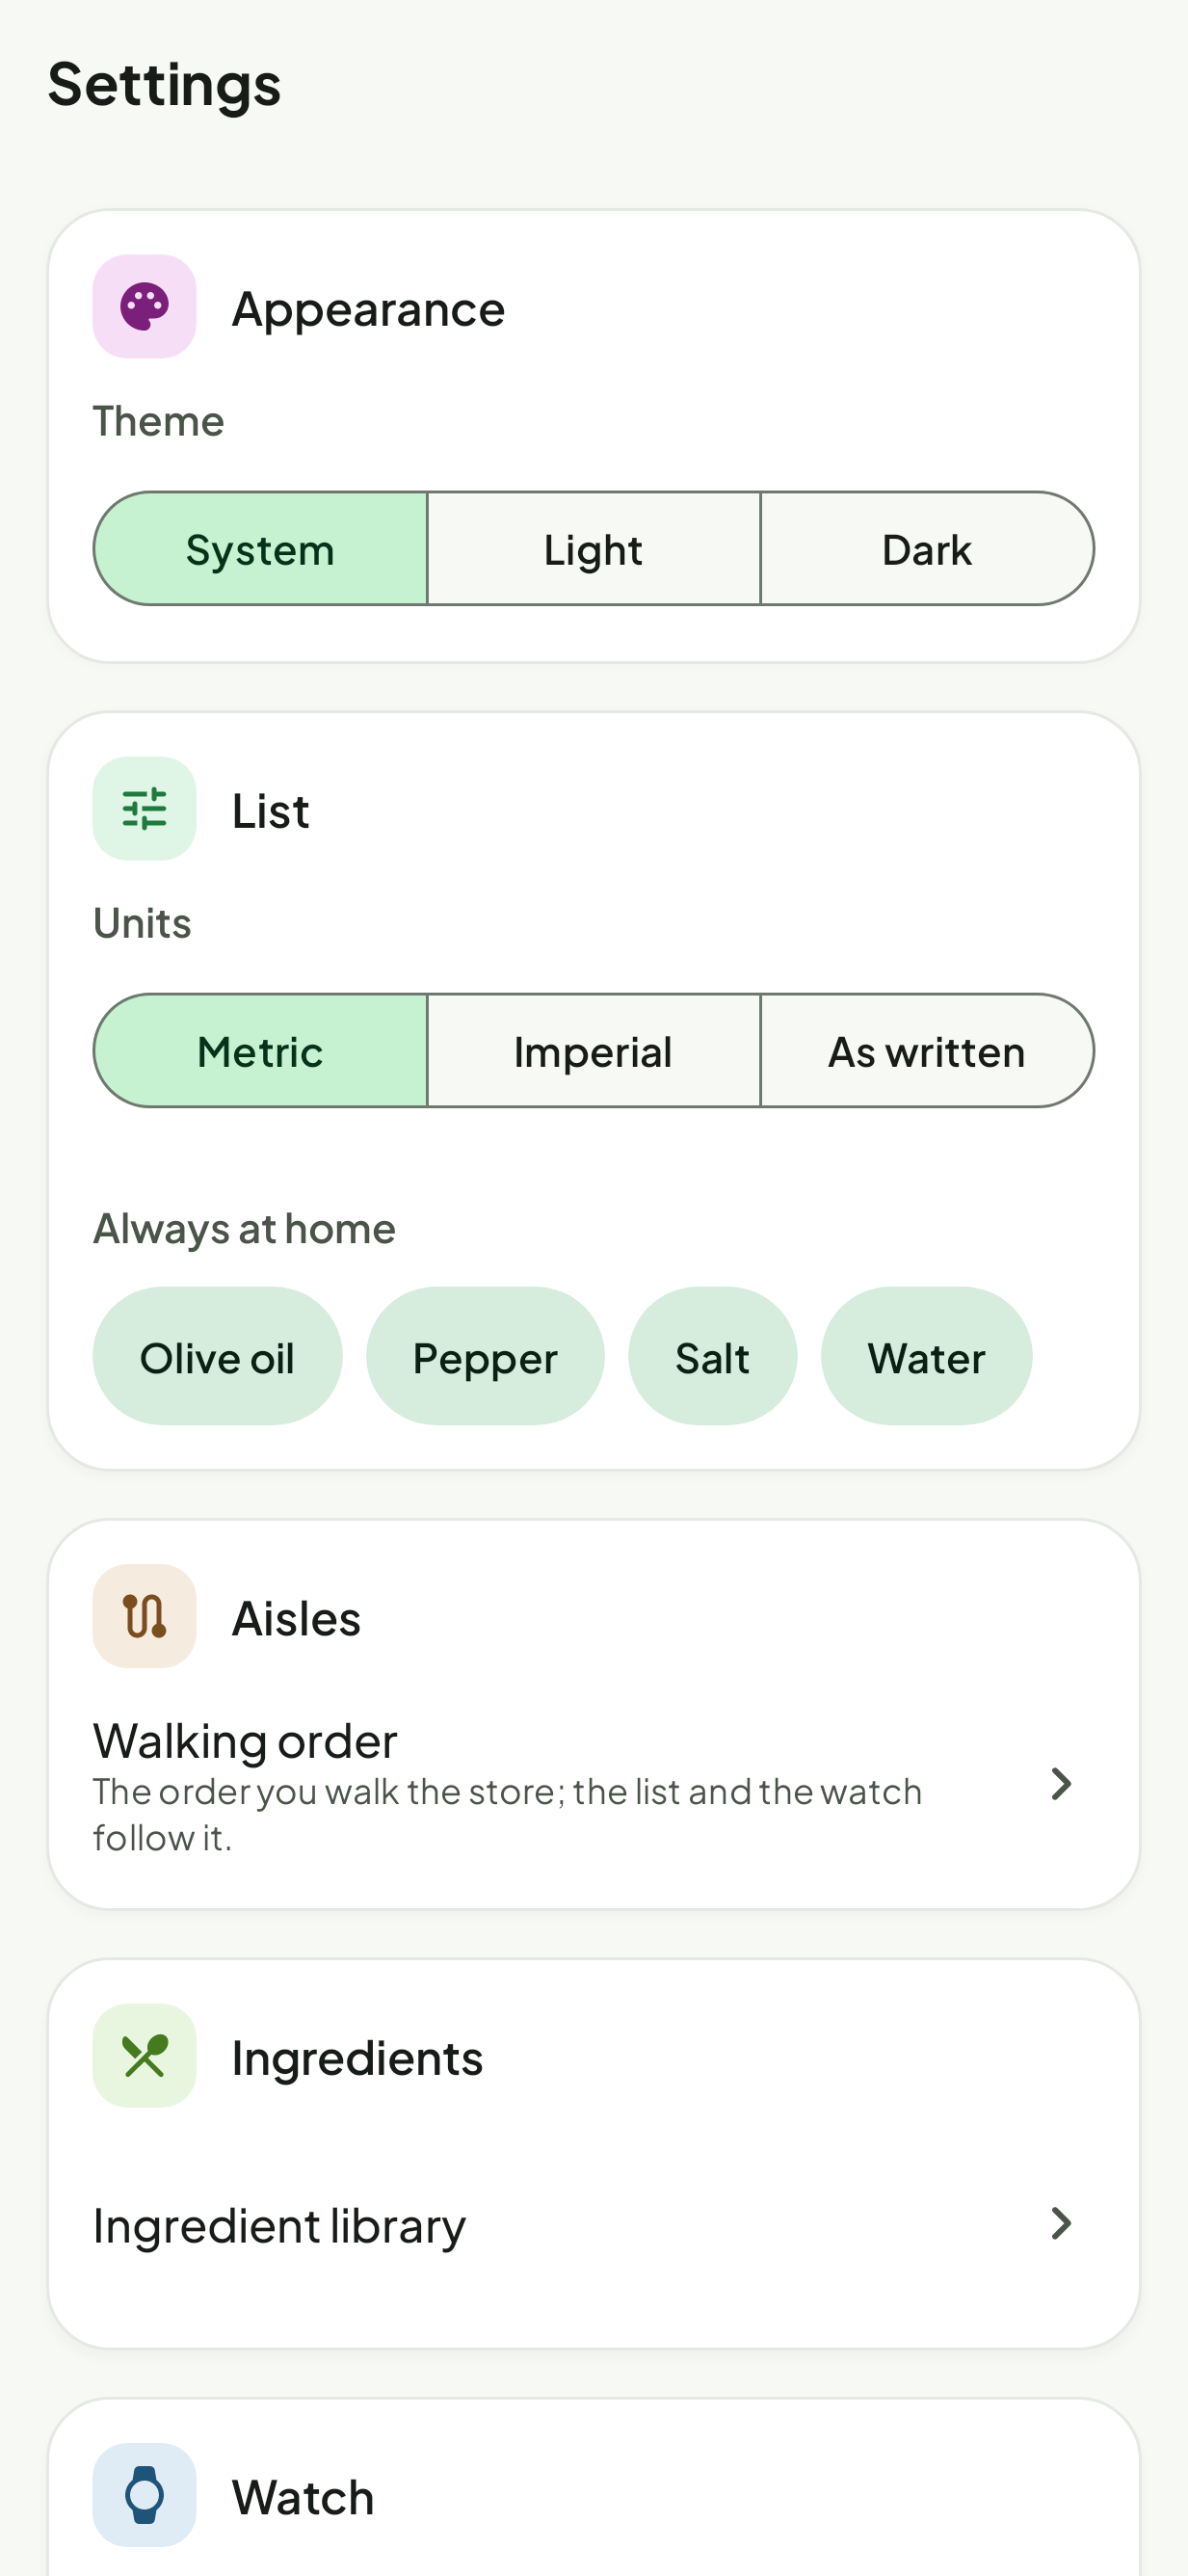 Settings
Appearance
Theme
System Light Dark
List
Units
Metric Imperial As written
Always at home
Olive oil Pepper Salt Water
Aisles
Walking order
The order you walk the store; the list and the watch
follow it.
Ingredients
Ingredient library
Watch